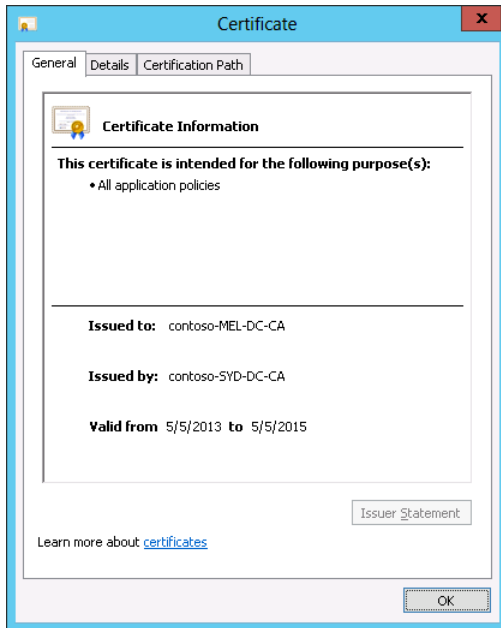 Certificate
x
General Details Certification Path
Certificate Information
This certificate is intended for the following purpose(s):
• All application policies
Issued to: contoso-MEL-DC-CA
Issued by: contoso-SYD-DC-CA
Valid from 5/5/2013 to 5/5/2015
Issuer Statement
Learn more about certificates
OK